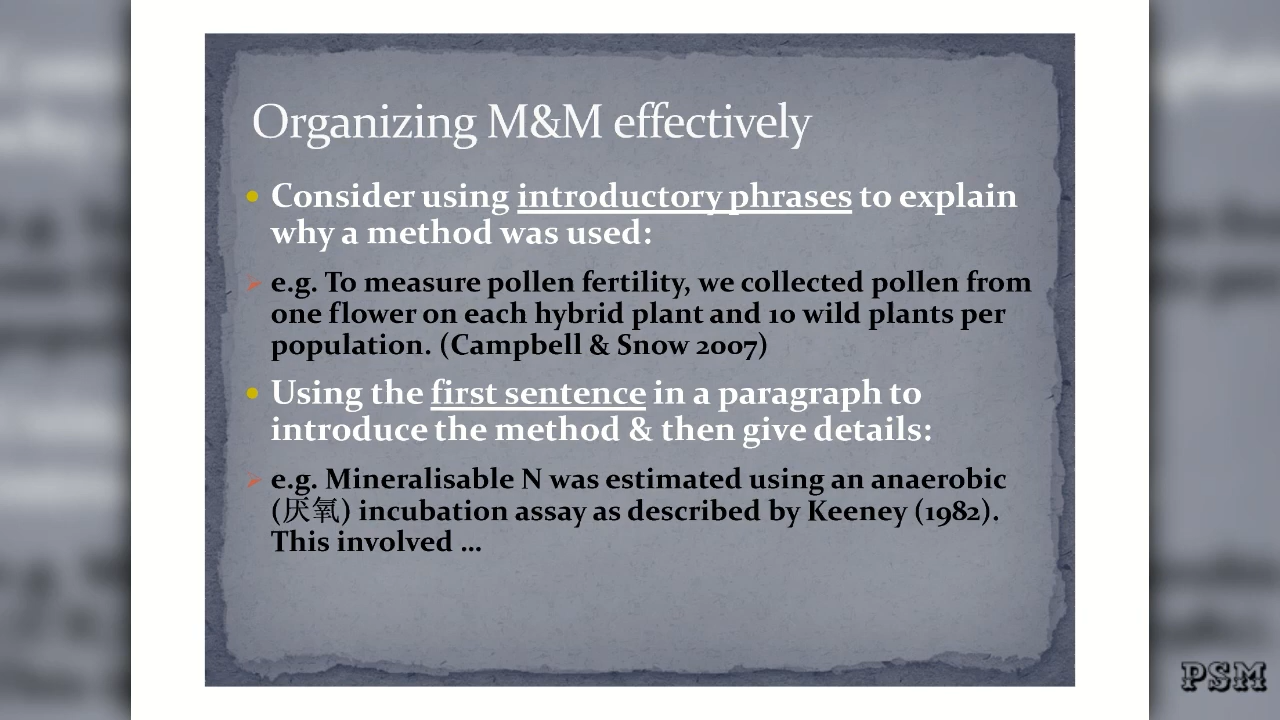 Organizing M&M effectively
• Consider using introductory phrases to explain
why a method was used:
➢ e.g. To measure pollen fertility, we collected pollen from
one flower on each hybrid plant and 10 wild plants per
population. (Campbell & Snow 2007)
• Using the first sentence in a paragraph to
introduce the method & then give details:
➢ e.g. Mineralisable N was estimated using an anaerobic
(厌氧) incubation assay as described by Keeney (1982).
This involved ...
PSM